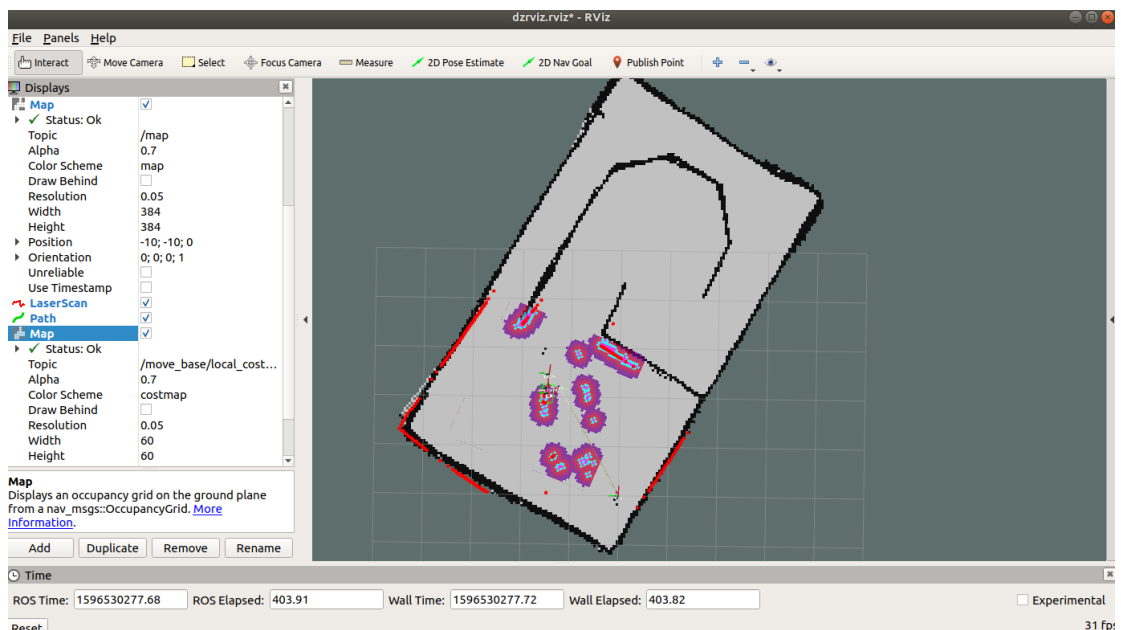 dzrviz.rviz* - RViz
File Panels Help
Interact Move Camera Select Focus Camera Measure 2D Pose Estimate 2D Nav Goal Publish Point
Displays
Map
Status: Ok
Topic /map
Alpha 0.7
Color Scheme map
Draw Behind
Resolution 0.05
Width 384
Height 384
Position -10; -10; 0
Orientation 0; 0; 0; 1
Unreliable
Use Timestamp
LaserScan
Path
Map
Status: Ok
Topic /move_base/local_cost...
Alpha 0.7
Color Scheme costmap
Draw Behind
Resolution 0.05
Width 60
Height 60
Map
Displays an occupancy grid on the ground plane
from a nav_msgs::OccupancyGrid. More
Information.
Add Duplicate Remove Rename
Time
ROS Time: 1596530277.68 ROS Elapsed: 403.91 Wall Time: 1596530277.72 Wall Elapsed: 403.82 Experimental
Reset 31 fps